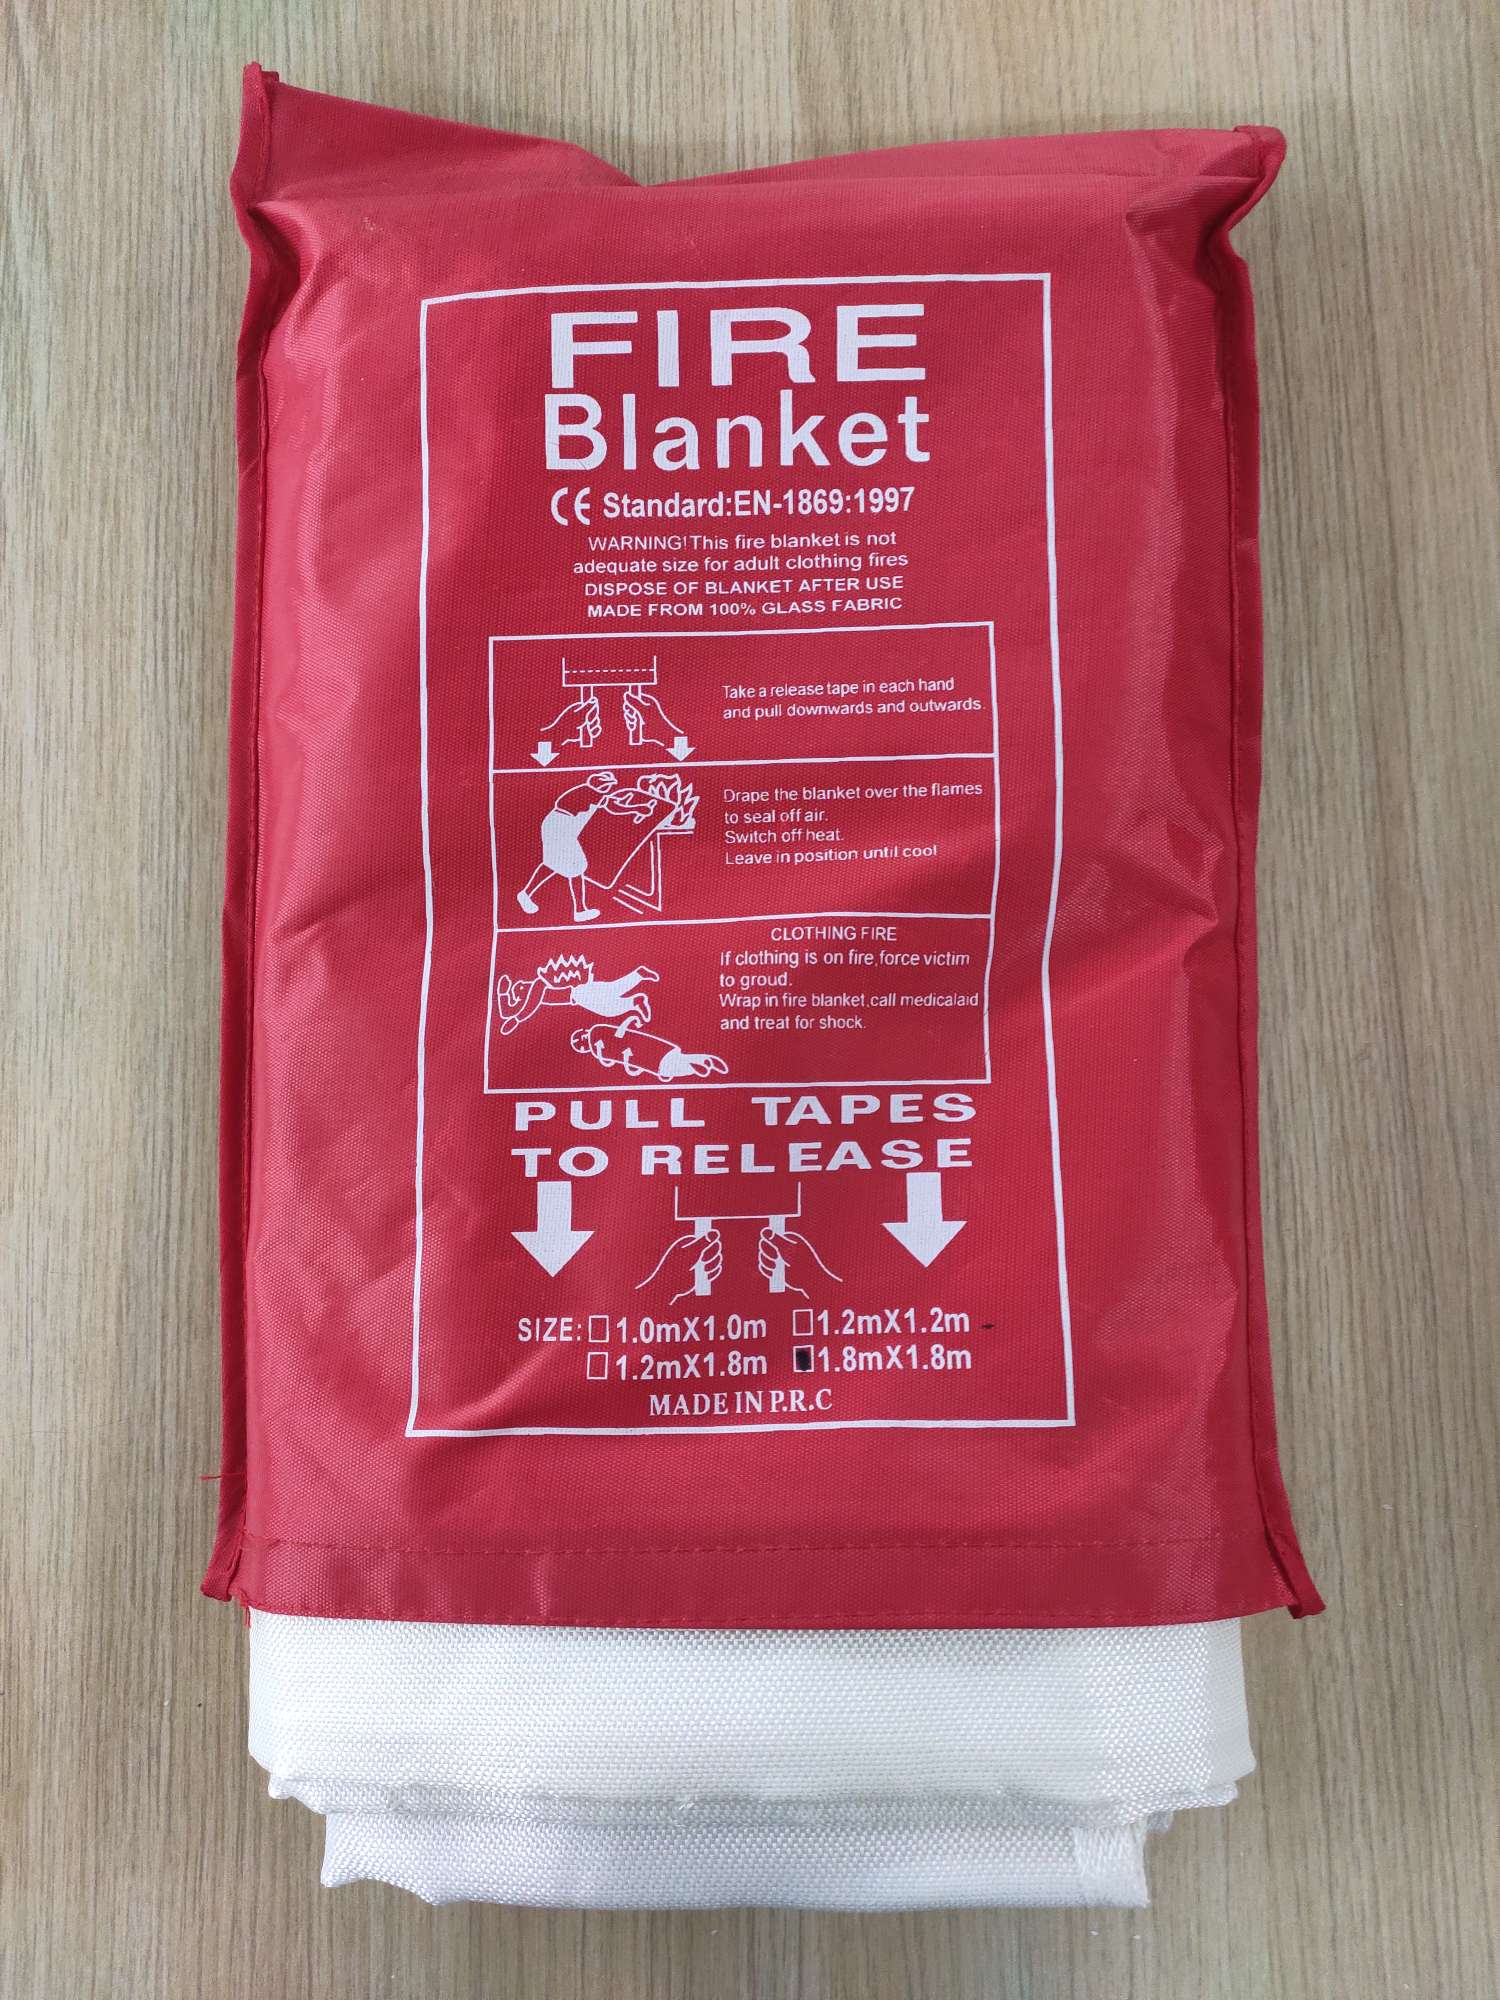 FIRE
Blanket
CE Standard:EN-1869:1997
WARNING!This fire blanket is not
adequate size for adult clothing fires
DISPOSE OF BLANKET AFTER USE
MADE FROM 100% GLASS FABRIC
Take a release tape in each hand
and pull downwards and outwards.
Drape the blanket over the flames
to seal off air.
Switch off heat.
Leave in position until cool
CLOTHING FIRE
If clothing is on fire,force victim
to groud.
Wrap in fire blanket,call medicalaid
and treat for shock.
PULL TAPES
TO RELEASE
SIZE: 1.0mX1.0m 1.2mX1.2m
1.2mX1.8m 1.8mX1.8m
MADE IN P.R.C